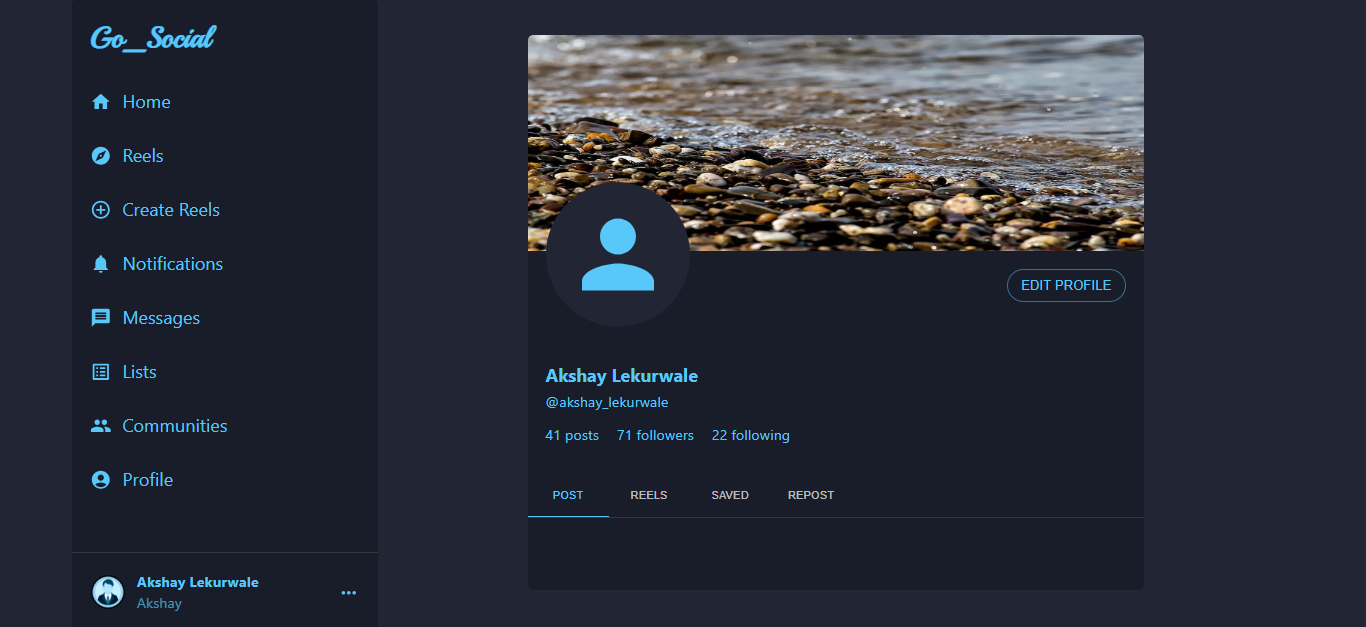 Go_Social
Home
Reels
Create Reels
Notifications
Messages
Lists
Communities
Profile
Akshay Lekurwale
Akshay
EDIT PROFILE
Akshay Lekurwale
@akshay_lekurwale
41 posts 71 followers 22 following
POST REELS SAVED REPOST